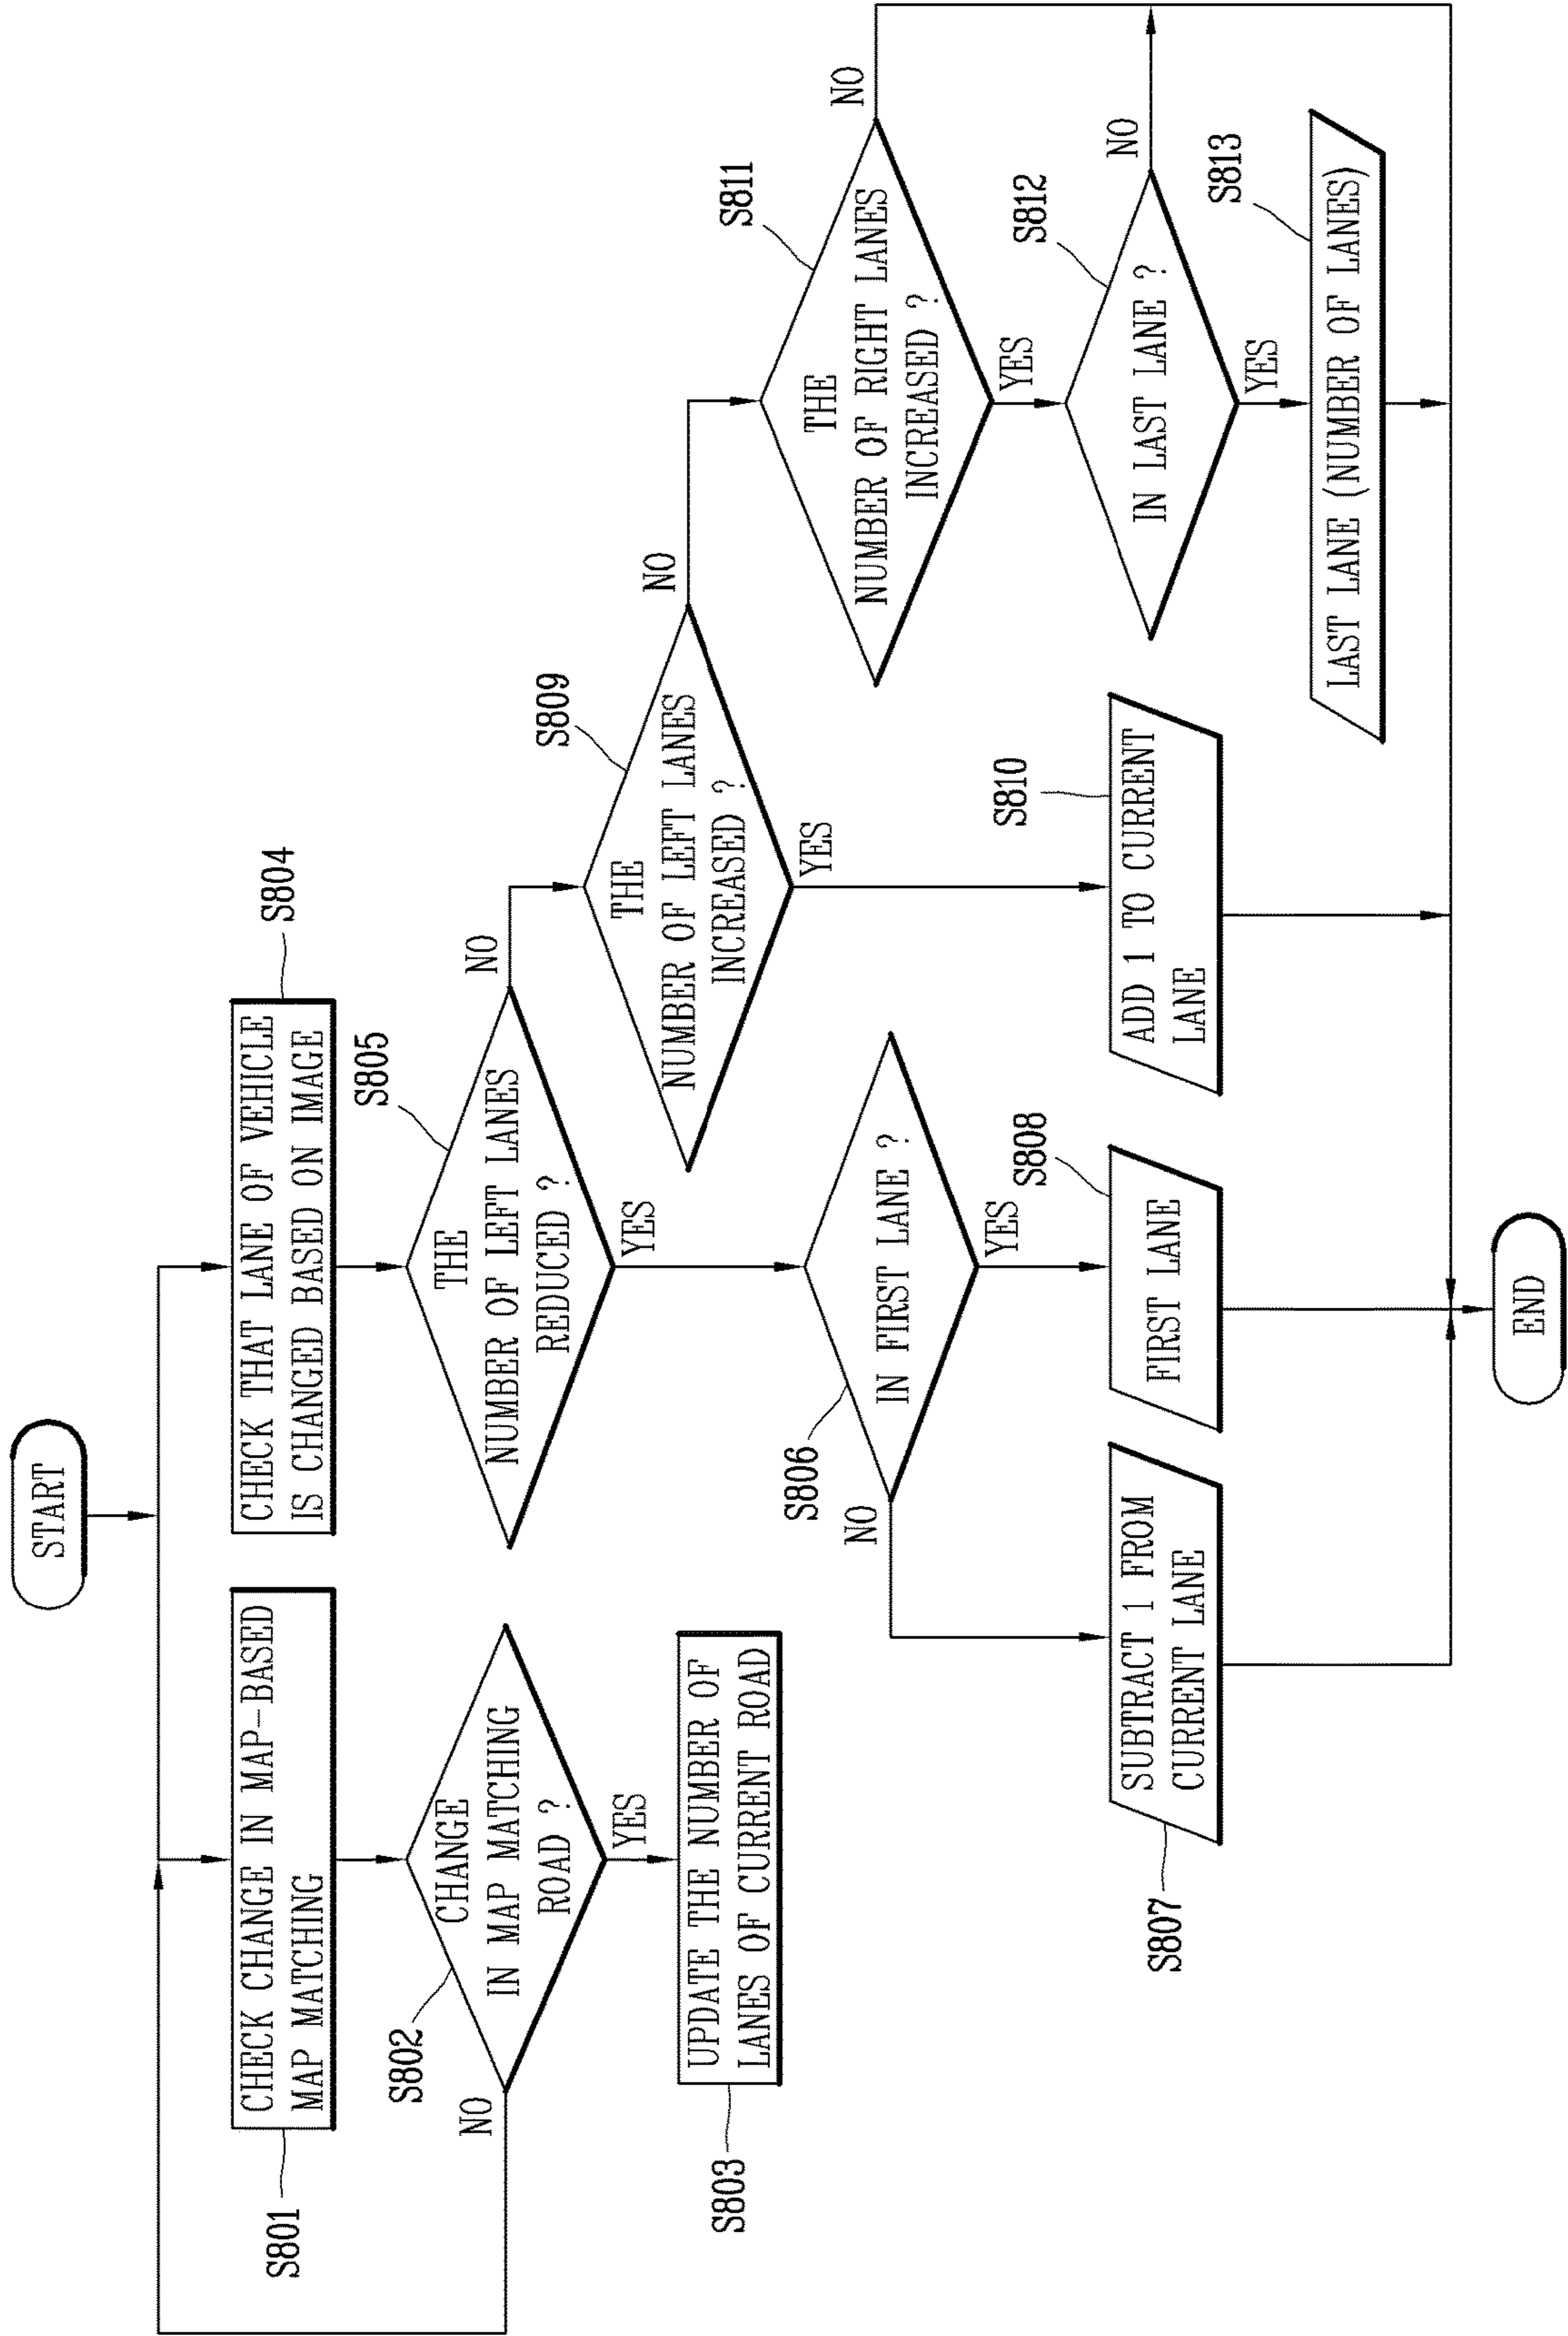 START
CHECK CHANGE IN MAP-BASED
MAP MATCHING
S801
CHANGE
IN MAP MATCHING
ROAD ?
S802
NO
YES
UPDATE THE NUMBER OF
LANES OF CURRENT ROAD
S803
CHECK THAT LANE OF VEHICLE
IS CHANGED BASED ON IMAGE
S804
THE
NUMBER OF LEFT LANES
REDUCED ?
S805
NO
YES
IN FIRST LANE ?
S806
NO
YES
SUBTRACT 1 FROM
CURRENT LANE
S807
FIRST LANE
S808
THE
NUMBER OF LEFT LANES
INCREASED ?
S809
NO
YES
ADD 1 TO CURRENT
LANE
S810
THE
NUMBER OF RIGHT LANES
INCREASED ?
S811
NO
YES
IN LAST LANE ?
S812
NO
YES
LAST LANE (NUMBER OF LANES)
S813
END